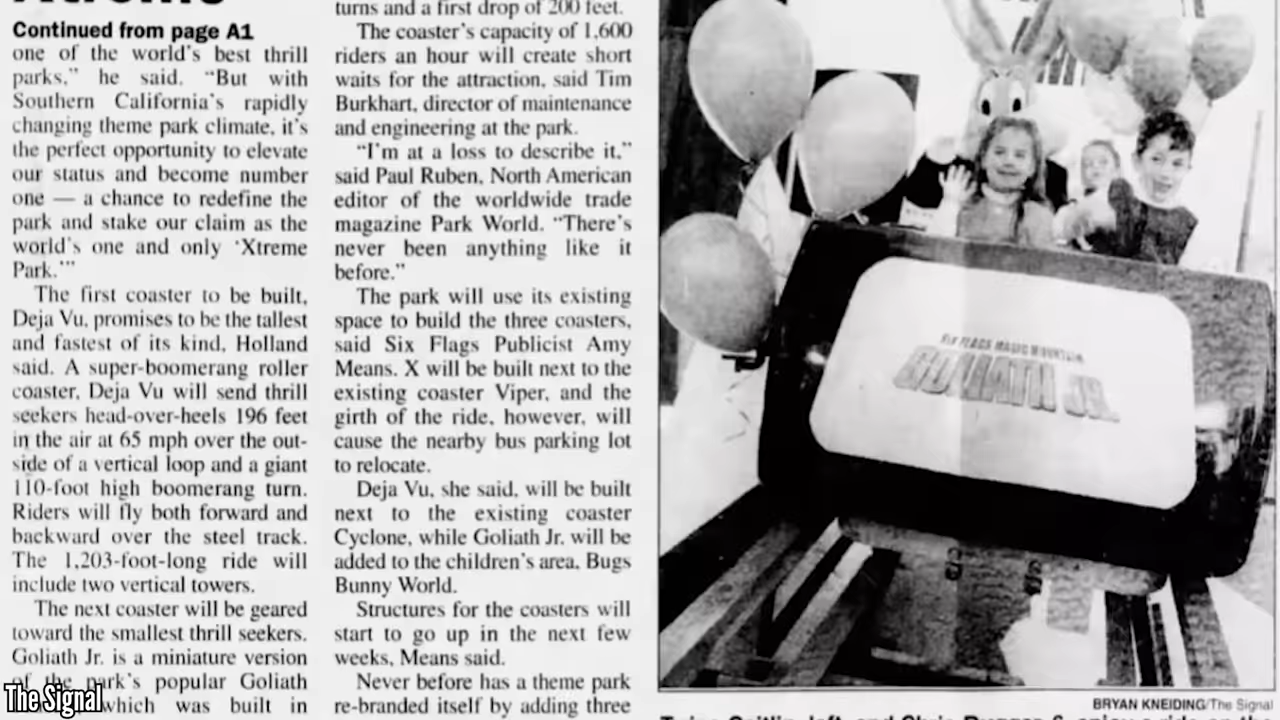 Xtreme
Continued from page A1
one of the world's best thrill
parks," he said. "But with
Southern California's rapidly
changing theme park climate, it's
the perfect opportunity to elevate
our status and become number
one — a chance to redefine the
park and stake our claim as the
world's one and only 'Xtreme
Park.'"
The first coaster to be built,
Deja Vu, promises to be the tallest
and fastest of its kind, Holland
said. A super-boomerang roller
coaster, Deja Vu will send thrill
seekers head-over-heels 196 feet
in the air at 65 mph over the out-
side of a vertical loop and a giant
110-foot high boomerang turn.
Riders will fly both forward and
backward over the steel track.
The 1,203-foot-long ride will
include two vertical towers.
The next coaster will be geared
toward the smallest thrill seekers.
Goliath Jr. is a miniature version
of the park's popular Goliath
which was built in
turns and a first drop of 200 feet.
The coaster's capacity of 1,600
riders an hour will create short
waits for the attraction, said Tim
Burkhart, director of maintenance
and engineering at the park.
"I'm at a loss to describe it,"
said Paul Ruben, North American
editor of the worldwide trade
magazine Park World. "There's
never been anything like it
before."
The park will use its existing
space to build the three coasters,
said Six Flags Publicist Amy
Means. X will be built next to the
existing coaster Viper, and the
girth of the ride, however, will
cause the nearby bus parking lot
to relocate.
Deja Vu, she said, will be built
next to the existing coaster
Cyclone, while Goliath Jr. will be
added to the children's area, Bugs
Bunny World.
Structures for the coasters will
start to go up in the next few
weeks, Means said.
Never before has a theme park
re-branded itself by adding three
SIX FLAGS MAGIC MOUNTAIN
GOLIATH JR.
BRYAN KNEIDING/The Signal
The Signal